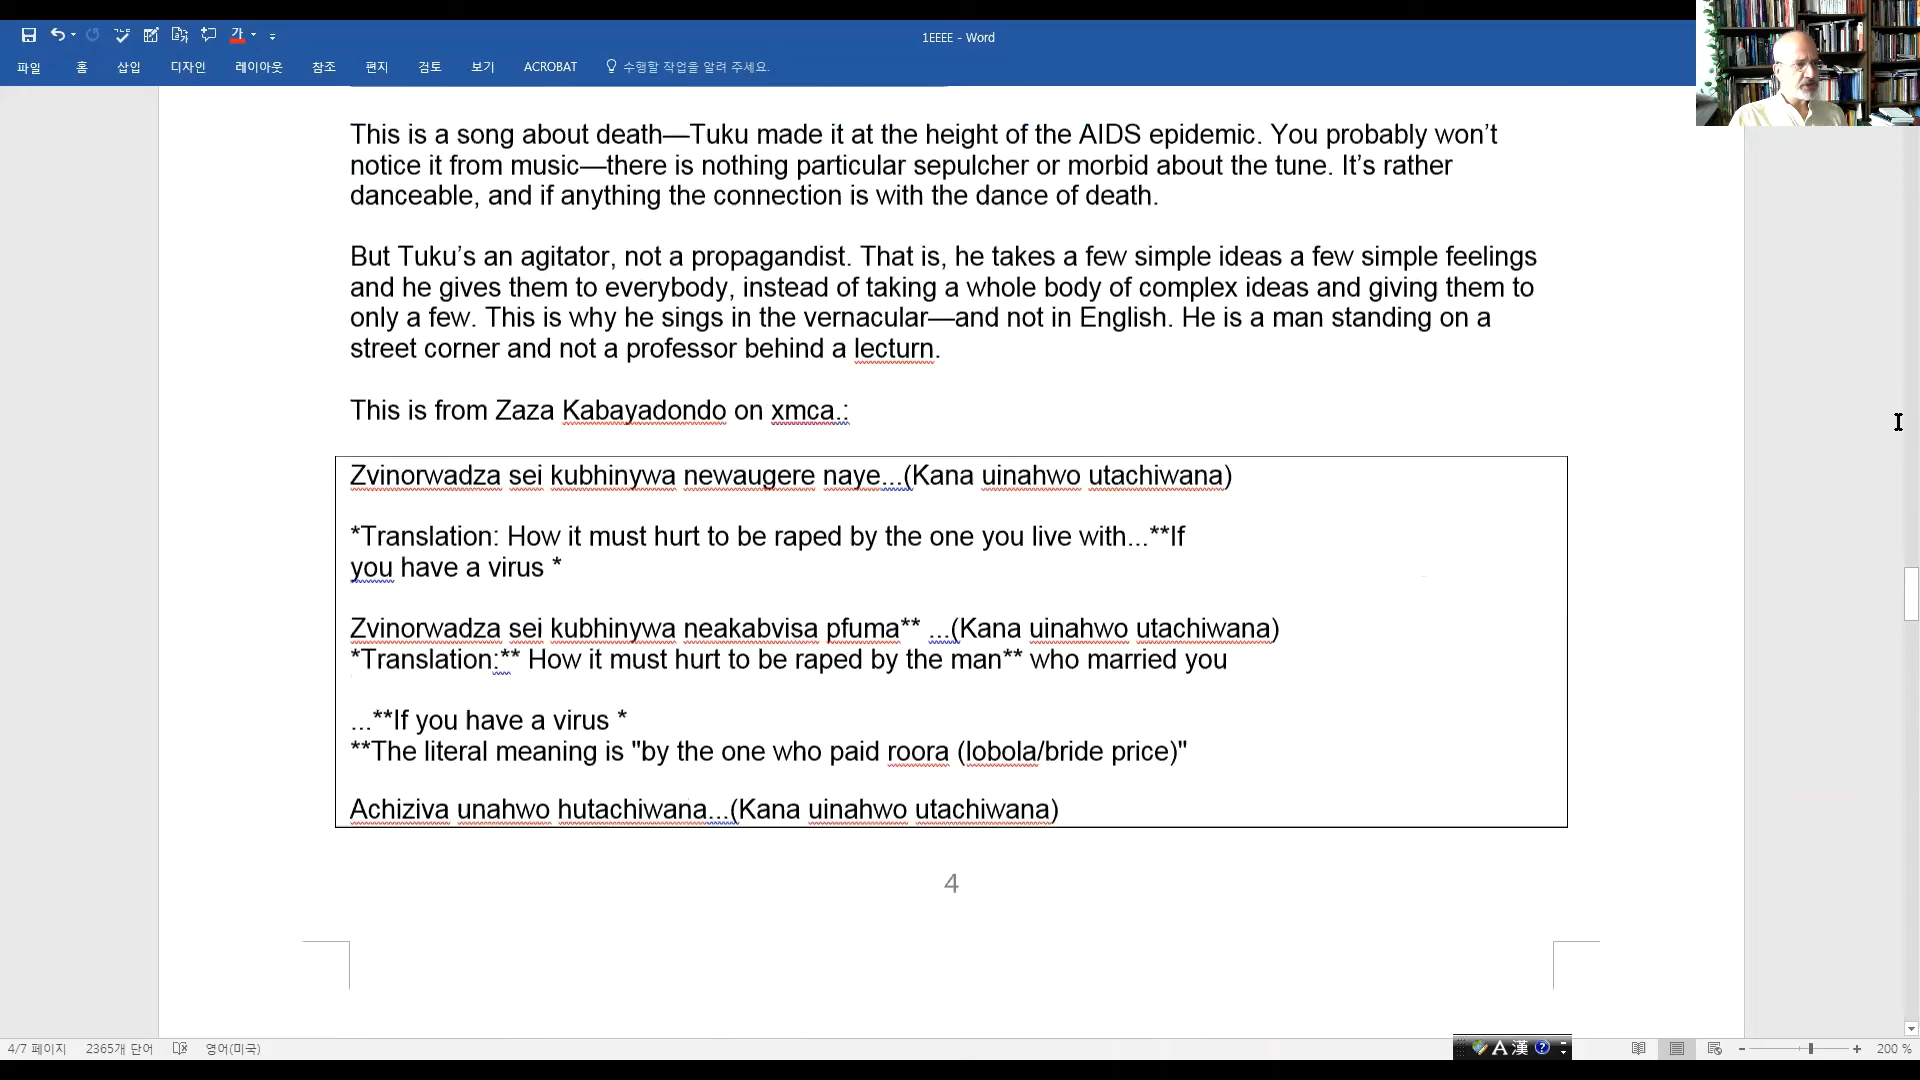 1EEEE - Word
파일 홈 삽입 디자인 레이아웃 참조 편지 검토 보기 ACROBAT 수행할 작업을 알려 주세요.
This is a song about death—Tuku made it at the height of the AIDS epidemic. You probably won’t
notice it from music—there is nothing particular sepulcher or morbid about the tune. It’s rather
danceable, and if anything the connection is with the dance of death.
But Tuku’s an agitator, not a propagandist. That is, he takes a few simple ideas a few simple feelings
and he gives them to everybody, instead of taking a whole body of complex ideas and giving them to
only a few. This is why he sings in the vernacular—and not in English. He is a man standing on a
street corner and not a professor behind a lecturn.
This is from Zaza Kabayadondo on xmca.:
Zvinorwadza sei kubhinywa newaugere naye...(Kana uinahwo utachiwana)
*Translation: How it must hurt to be raped by the one you live with...**If
you have a virus *
Zvinorwadza sei kubhinywa neakabvisa pfuma** ...(Kana uinahwo utachiwana)
*Translation:** How it must hurt to be raped by the man** who married you
...**If you have a virus *
**The literal meaning is "by the one who paid roora (lobola/bride price)"
Achiziva unahwo hutachiwana...(Kana uinahwo utachiwana)
4
4/7 페이지 2365개 단어 영어(미국) A 漢 200 %